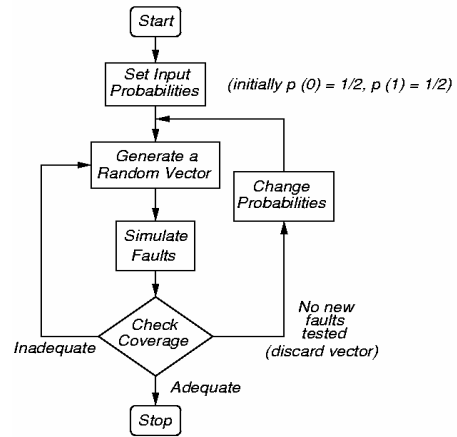 Start
Set Input
Probabilities
(initially p (0) = 1/2, p (1) = 1/2)
Generate a
Random Vector
Change
Probabilities
Simulate
Faults
Check
Coverage
No new
faults
tested
(discard vector)
Inadequate
Adequate
Stop